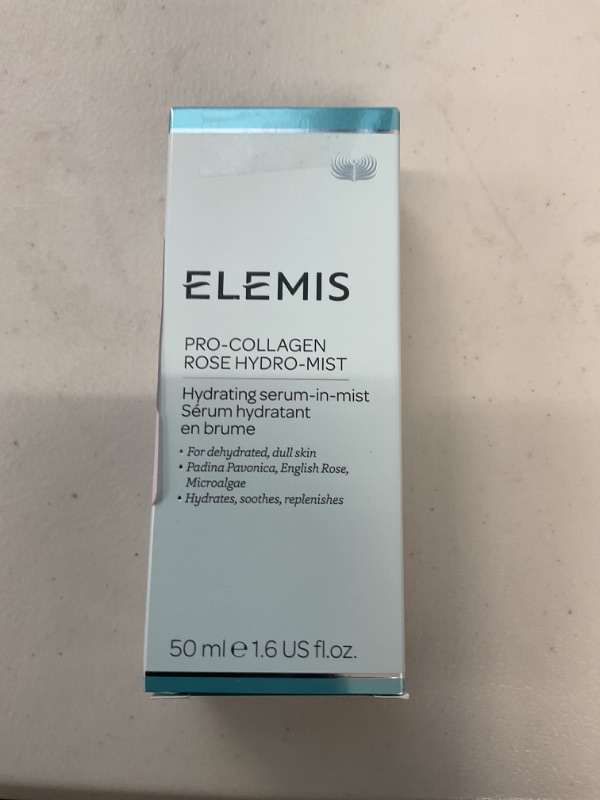 ELEMIS
PRO-COLLAGEN
ROSE HYDRO-MIST
Hydrating serum-in-mist
Sérum hydratant
en brume
• For dehydrated, dull skin
• Padina Pavonica, English Rose,
Microalgae
• Hydrates, soothes, replenishes
50 ml ℮ 1.6 US fl.oz.